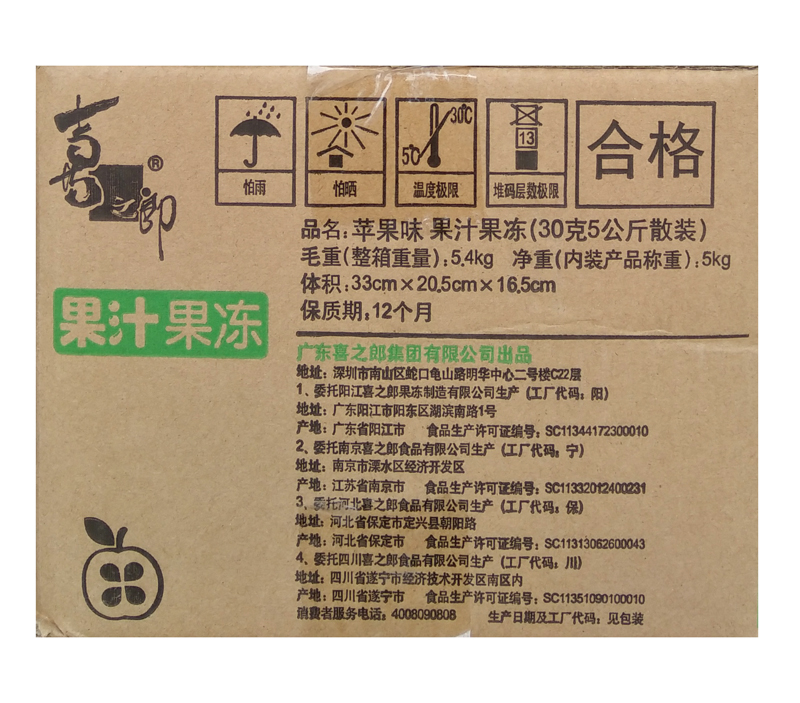 喜之郎®
30℃
5℃
13
怕雨
怕晒
温度极限
堆码层数极限
合格
品名:苹果味 果汁果冻(30克5公斤散装)
毛重(整箱重量):5.4kg 净重(内装产品称重):5kg
体积:33cm×20.5cm×16.5cm
保质期,12个月
果汁果冻
广东喜之郎集团有限公司出品
地址:深圳市南山区蛇口龟山路明华中心二号楼C22层
1、委托阳江喜之郎果冻制造有限公司生产(工厂代码:阳)
地址:广东阳江市阳东区湖滨南路1号
产地:广东省阳江市 食品生产许可证编号:SC11344172300010
2、委托南京喜之郎食品有限公司生产(工厂代码:宁)
地址:南京市溧水区经济开发区
产地:江苏省南京市 食品生产许可证编号:SC11332012400231
3、委托河北喜之郎食品有限公司生产(工厂代码:保)
地址:河北省保定市定兴县朝阳路
产地:河北省保定市 食品生产许可证编号:SC11313062600043
4、委托四川喜之郎食品有限公司生产(工厂代码:川)
地址:四川省遂宁市经济技术开发区南区内
产地:四川省遂宁市 食品生产许可证编号:SC11351090100010
消费者服务电话:4008090808 生产日期及工厂代码:见包装